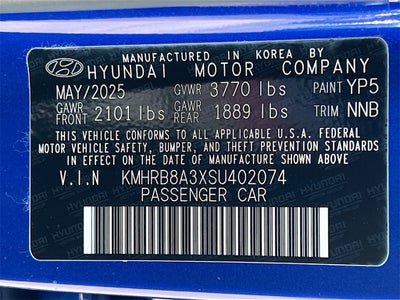 MANUFACTURED IN KOREA BY
HYUNDAI MOTOR COMPANY
MAY/2025 GVWR 3770 lbs PAINT YP5
GAWR FRONT 2101 lbs GAWR REAR 1889 lbs TRIM NNB
THIS VEHICLE CONFORMS TO ALL APPLICABLE U.S.A. FEDERAL
MOTOR VEHICLE SAFETY, BUMPER, AND THEFT PREVENTION STANDARDS
IN EFFECT ON THE DATE OF MANUFACTURE SHOWN ABOVE
V.I.N KMHRB8A3XSU402074
PASSENGER CAR